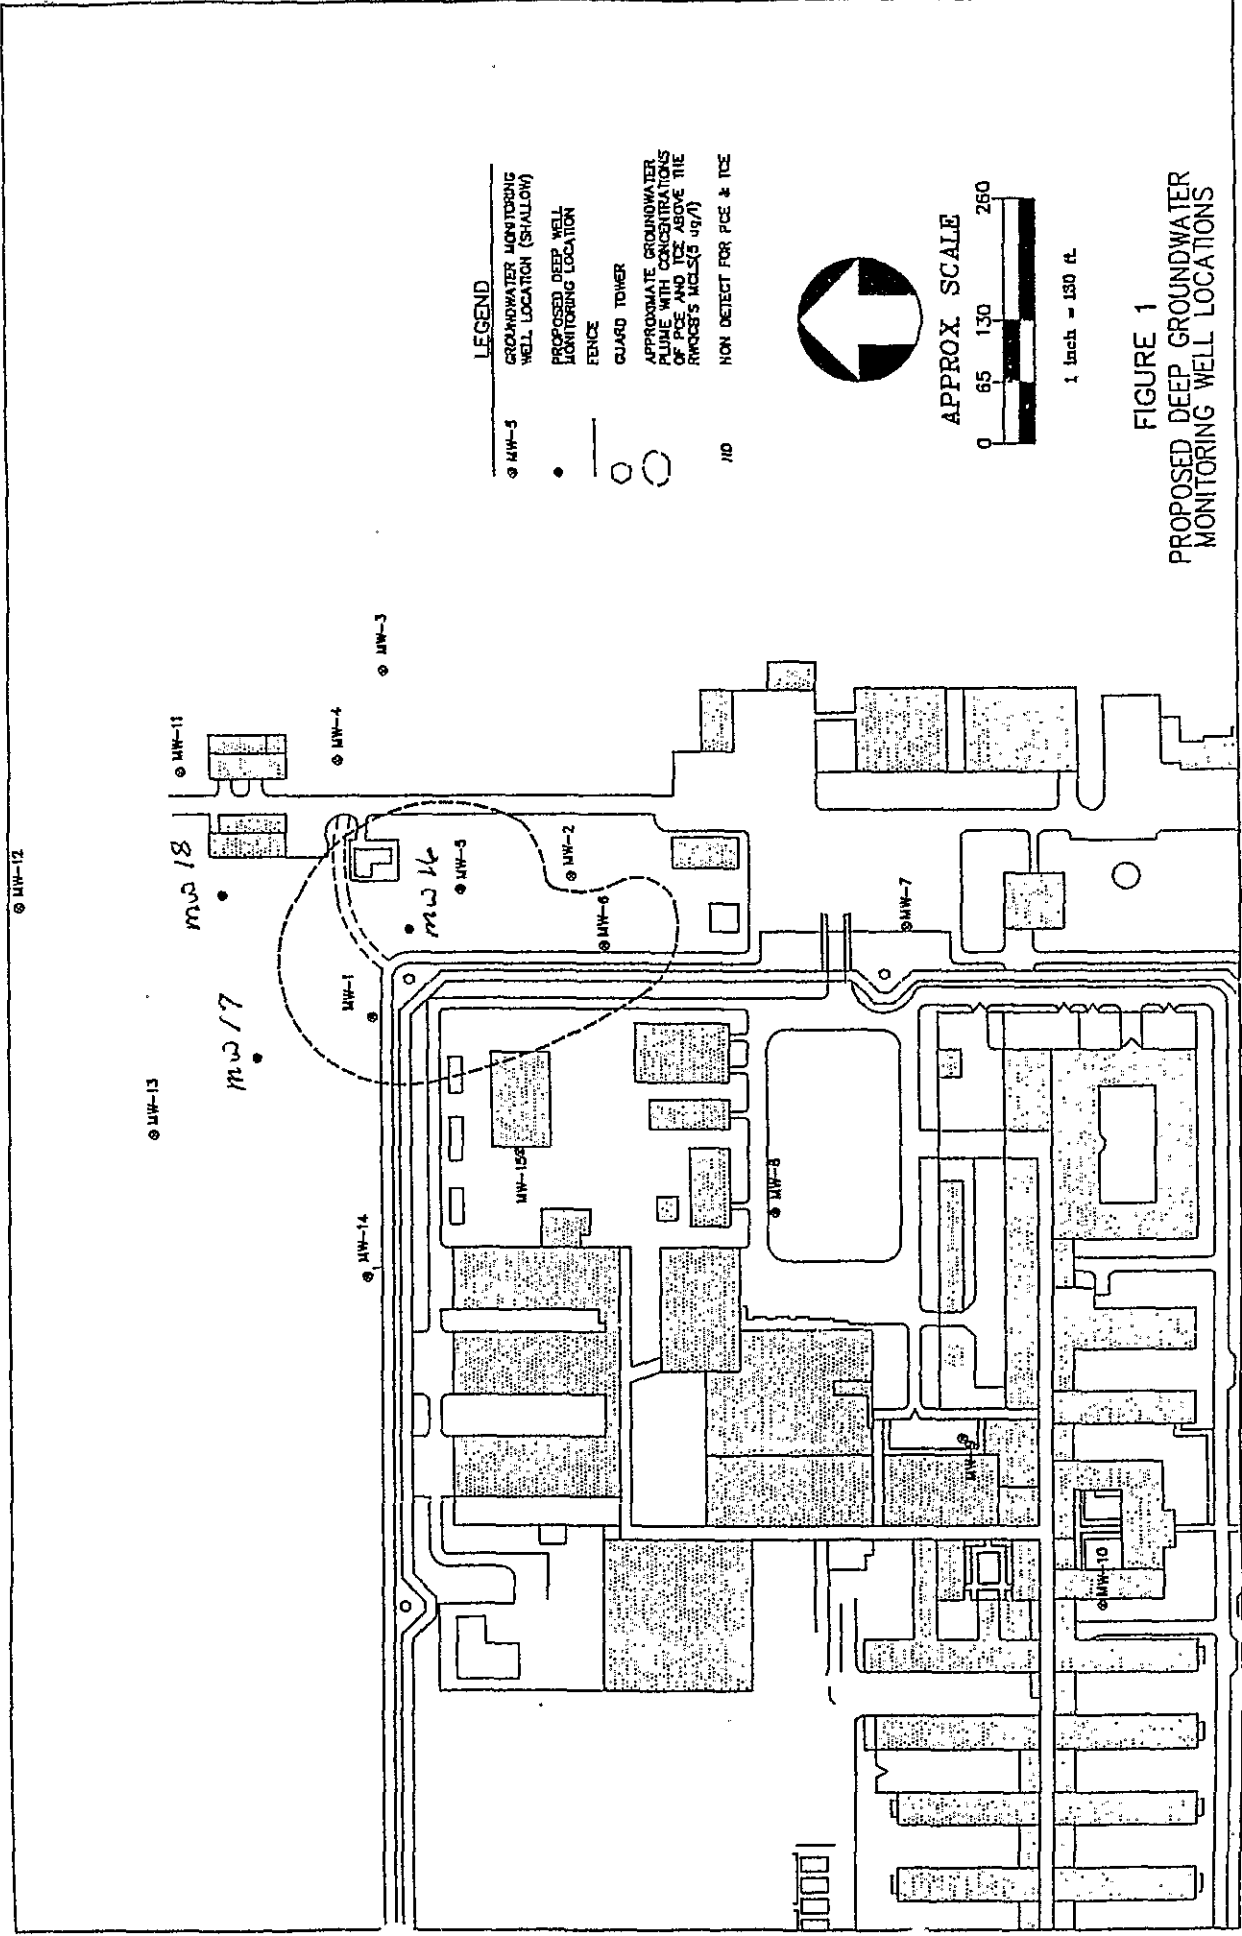 MW-12
MW-11
mw 18
MW-4
MW-3
MW-13
mw 17
MW-1
mw 16
MW-5
MW-2
MW-6
MW-14
MW-15
MW-7
MW-8
MW-
MW-10
LEGEND
MW-5
GROUNDWATER MONITORING
WELL LOCATION (SHALLOW)
PROPOSED DEEP WELL
MONITORING LOCATION
FENCE
GUARD TOWER
APPROXIMATE GROUNDWATER
PLUME WITH CONCENTRATIONS
OF PCE AND TCE ABOVE THE
RWQCB'S MCLS(5 ug/l)
ND
NON DETECT FOR PCE & TCE
APPROX SCALE
0 65 130 260
1 inch = 130 ft.
FIGURE 1
PROPOSED DEEP GROUNDWATER
MONITORING WELL LOCATIONS